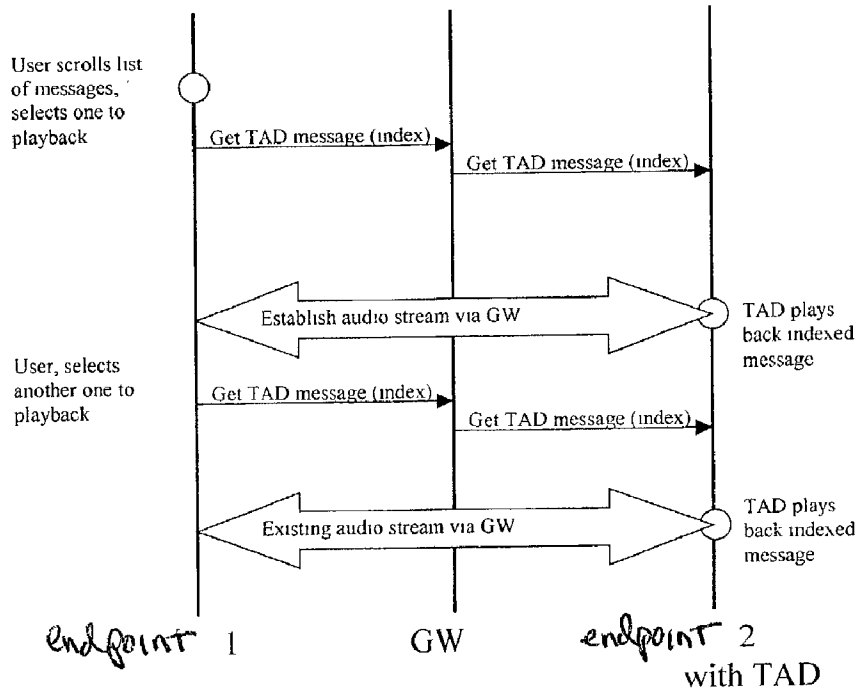 User scrolls list
of messages,
selects one to
playback
Get TAD message (index)
Get TAD message (index)
Establish audio stream via GW
TAD plays
back indexed
message
User, selects
another one to
playback
Get TAD message (index)
Get TAD message (index)
Existing audio stream via GW
TAD plays
back indexed
message
endpoint 1
GW
endpoint 2
with TAD